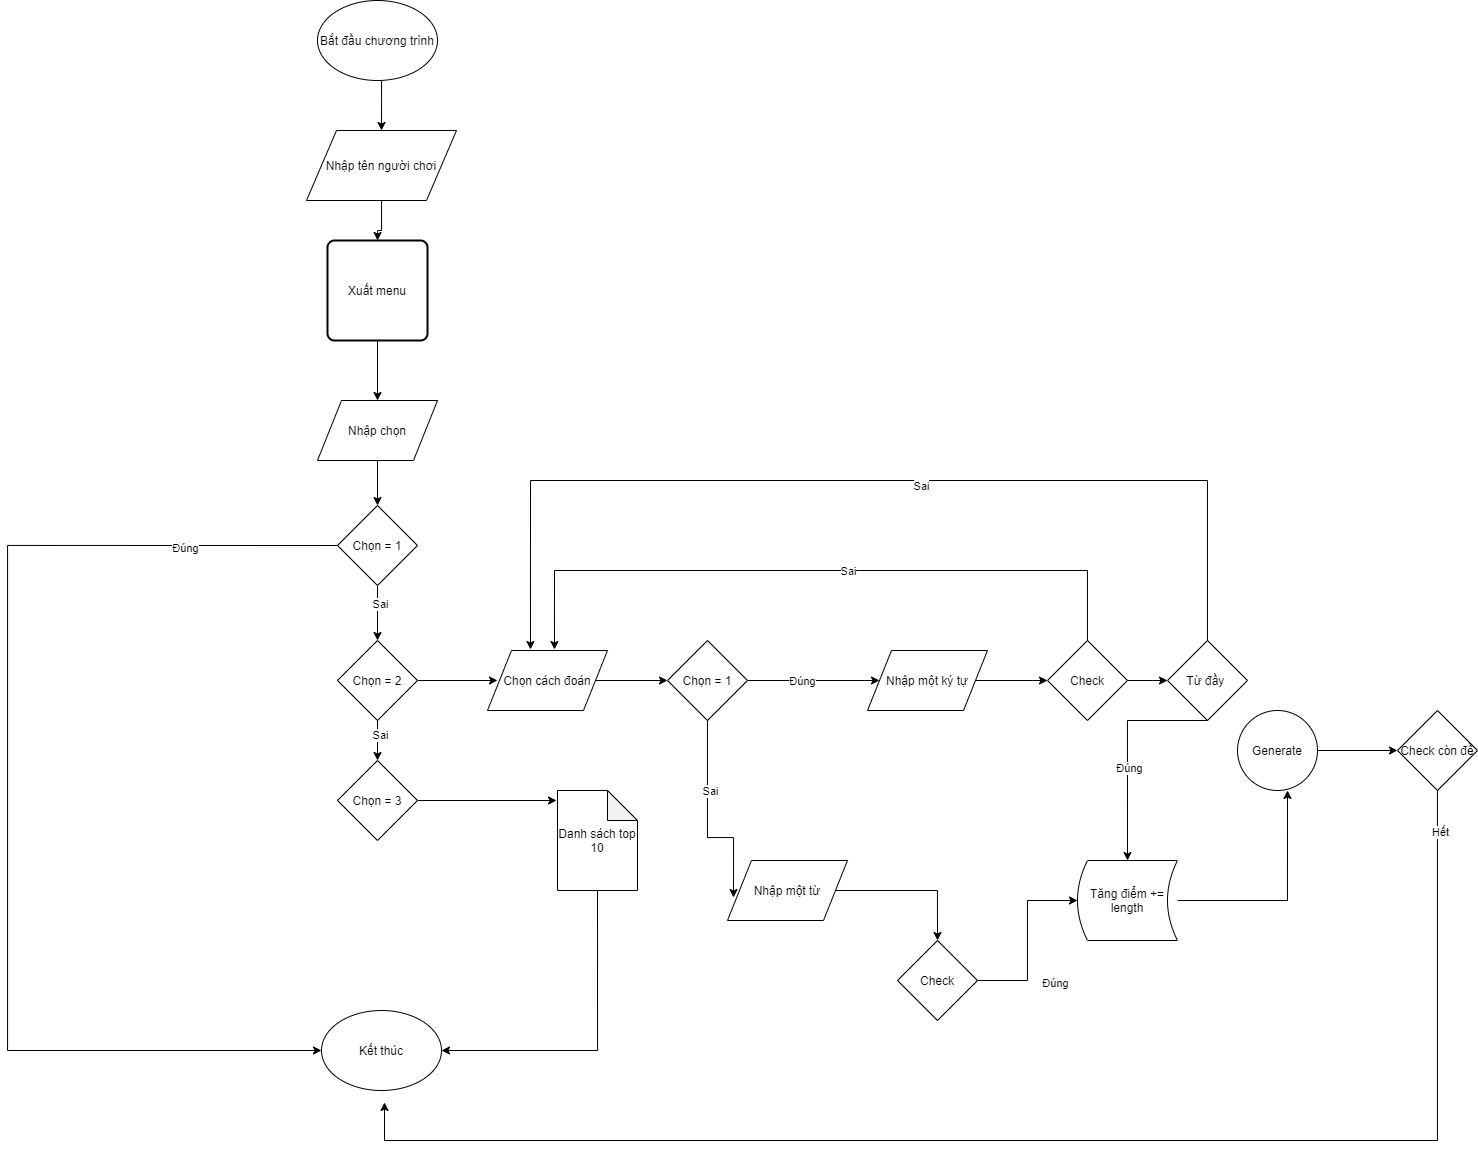 Bắt đầu chương trình
Nhập tên người chơi
Xuất menu
Nhập chọn
Sai
Chọn = 1
Đúng
Sai
Sai
Chọn = 2
Chọn cách đoán
Chọn = 1
Đúng
Nhập một ký tự
Check
Từ đầy
Sai
Generate
Check còn đề
Đúng
Chọn = 3
Sai
Danh sách top
10
Hết
Nhập một từ
Tăng điểm +=
length
Check
Đúng
Kết thúc